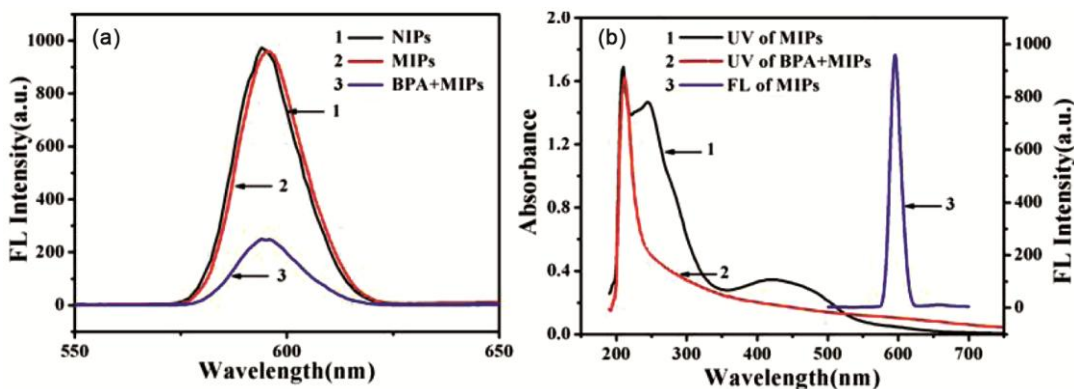 (a)
1 NIPs
2 MIPs
3 BPA+MIPs
1
2
3
1000
800
600
400
200
0
FL Intensity(a.u.)
550 600 650
Wavelength(nm)
(b)
1 UV of MIPs
2 UV of BPA+MIPs
3 FL of MIPs
1
2
3
2.0
1.6
1.2
0.8
0.4
0.0
Absorbance
1000
800
600
400
200
0
FL Intensity(a.u.)
200 300 400 500 600 700
Wavelength(nm)